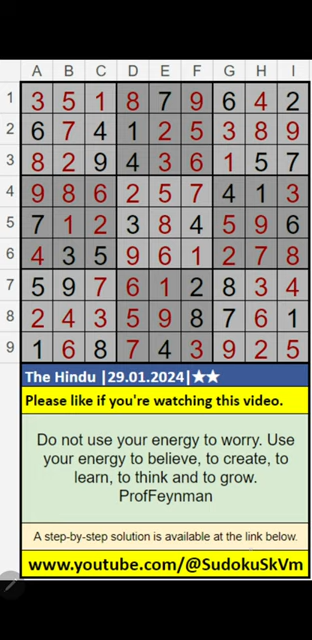 A B C D E F G H I
1 3 5 1 8 7 9 6 4 2
2 6 7 4 1 2 5 3 8 9
3 8 2 9 4 3 6 1 5 7
4 9 8 6 2 5 7 4 1 3
5 7 1 2 3 8 4 5 9 6
6 4 3 5 9 6 1 2 7 8
7 5 9 7 6 1 2 8 3 4
8 2 4 3 5 9 8 7 6 1
9 1 6 8 7 4 3 9 2 5
The Hindu |29.01.2024|★★
Please like if you're watching this video.
Do not use your energy to worry. Use
your energy to believe, to create, to
learn, to think and to grow.
ProfFeynman
A step-by-step solution is available at the link below.
www.youtube.com/@SudokuSkVm